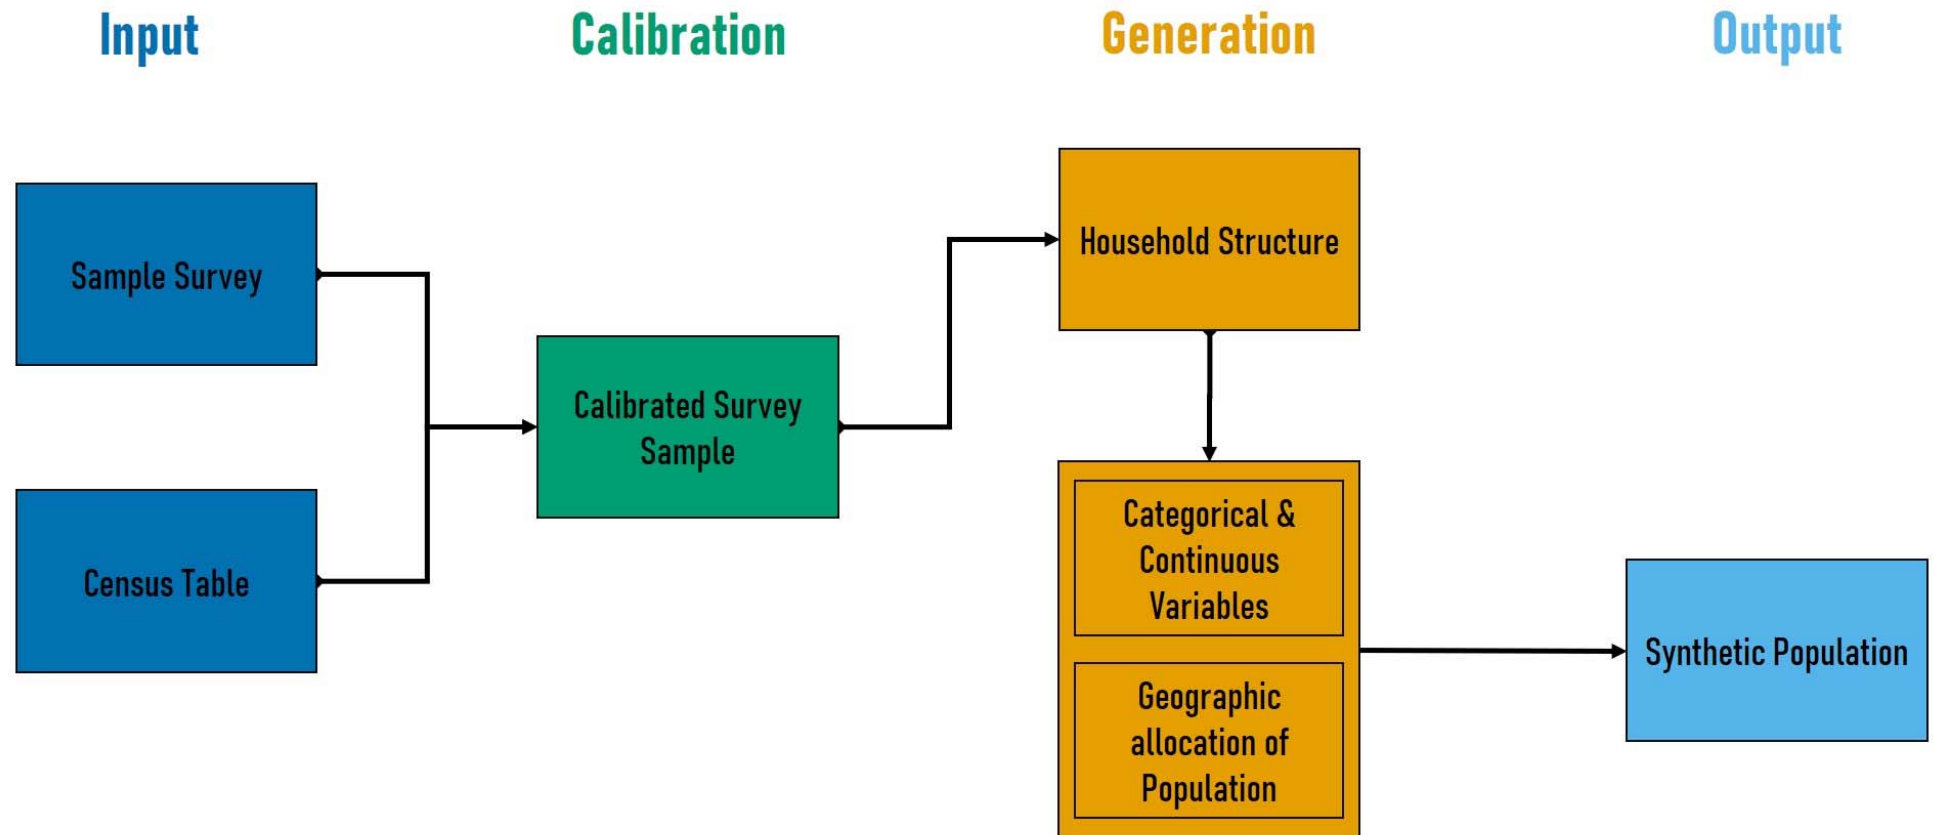 Input
Calibration
Generation
Output
Sample Survey
Census Table
Calibrated Survey
Sample
Household Structure
Categorical &
Continuous
Variables
Geographic
allocation of
Population
Synthetic Population